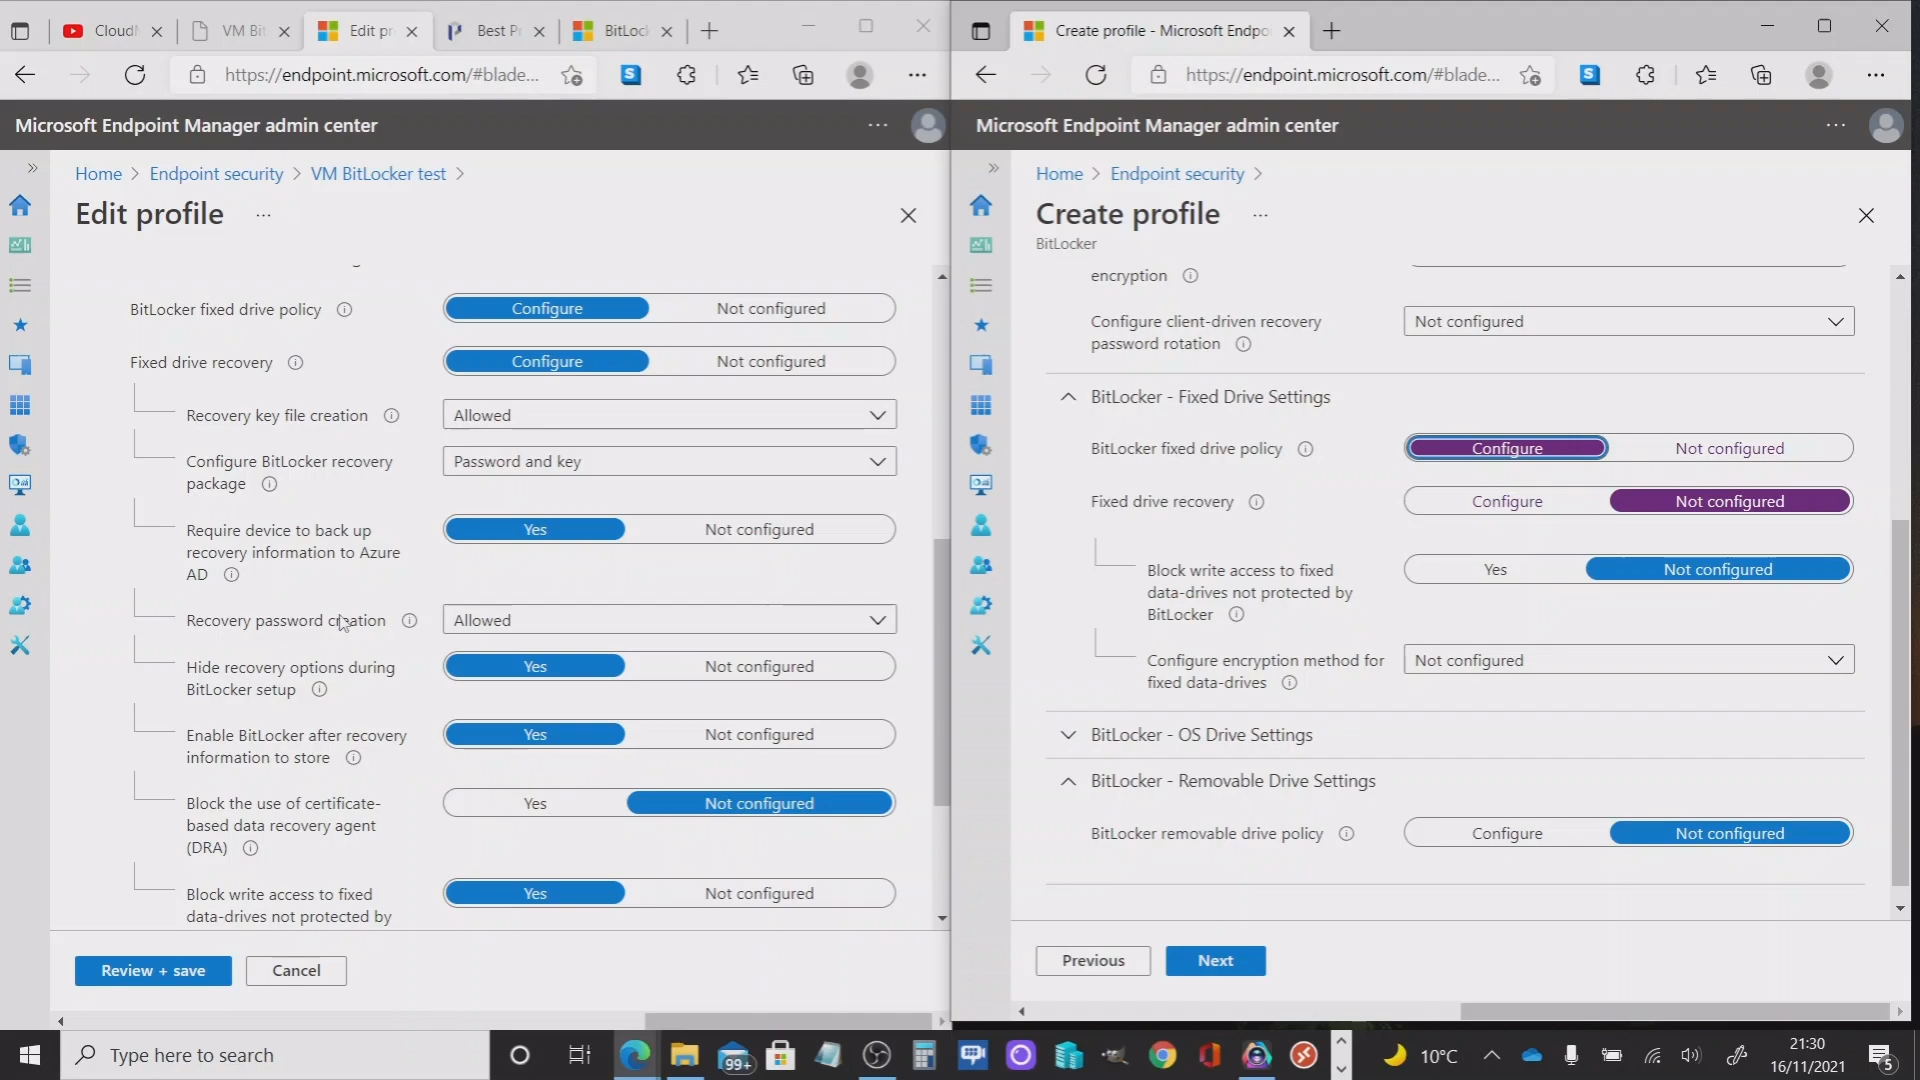 Cloud
VM Bit
Edit pr
Best Pr
BitLock
https://endpoint.microsoft.com/#blade...
Microsoft Endpoint Manager admin center
Home > Endpoint security > VM BitLocker test >
Edit profile
BitLocker fixed drive policy
Configure
Not configured
Fixed drive recovery
Configure
Not configured
Recovery key file creation
Allowed
Configure BitLocker recovery
package
Password and key
Require device to back up
recovery information to Azure
AD
Yes
Not configured
Recovery password creation
Allowed
Hide recovery options during
BitLocker setup
Yes
Not configured
Enable BitLocker after recovery
information to store
Yes
Not configured
Block the use of certificate-
based data recovery agent
(DRA)
Yes
Not configured
Block write access to fixed
data-drives not protected by
Yes
Not configured
Review + save
Cancel
Create profile - Microsoft Endpo
https://endpoint.microsoft.com/#blade...
Microsoft Endpoint Manager admin center
Home > Endpoint security >
Create profile
BitLocker
encryption
Configure client-driven recovery
password rotation
Not configured
BitLocker - Fixed Drive Settings
BitLocker fixed drive policy
Configure
Not configured
Fixed drive recovery
Configure
Not configured
Block write access to fixed
data-drives not protected by
BitLocker
Yes
Not configured
Configure encryption method for
fixed data-drives
Not configured
BitLocker - OS Drive Settings
BitLocker - Removable Drive Settings
BitLocker removable drive policy
Configure
Not configured
Previous
Next
Type here to search
99+
10°C
21:30
16/11/2021
5